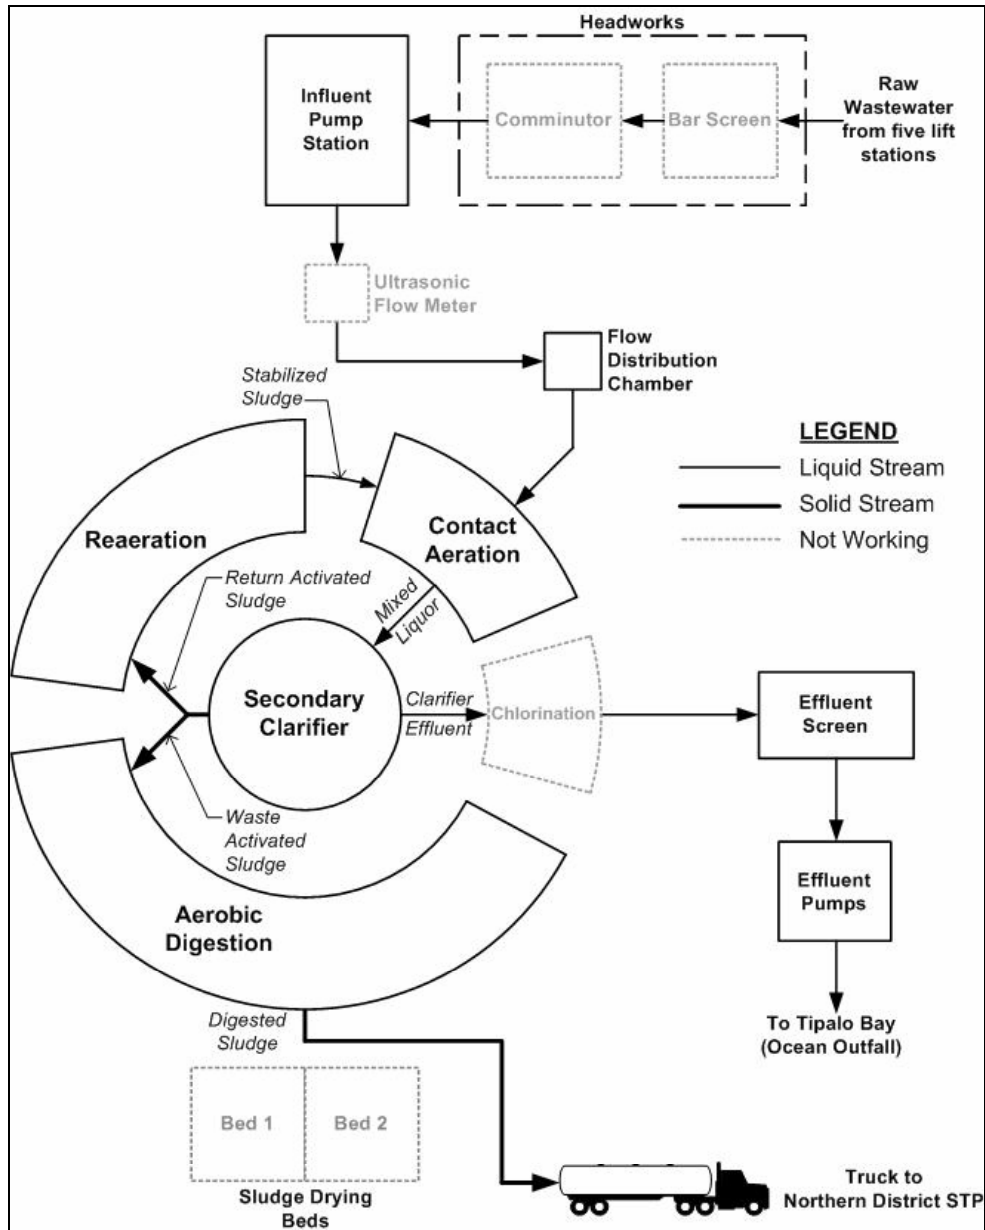 Headworks
Influent
Pump
Station
Comminutor
Bar Screen
Raw
Wastewater
from five lift
stations
Ultrasonic
Flow Meter
Flow
Distribution
Chamber
Stabilized
Sludge
LEGEND
Liquid Stream
Solid Stream
Not Working
Reaeration
Contact
Aeration
Return Activated
Sludge
Mixed
Liquor
Secondary
Clarifier
Clarifier
Effluent
Chlorination
Effluent
Screen
Waste
Activated
Sludge
Effluent
Pumps
Aerobic
Digestion
Digested
Sludge
To Tipalo Bay
(Ocean Outfall)
Bed 1
Bed 2
Sludge Drying
Beds
Truck to
Northern District STP